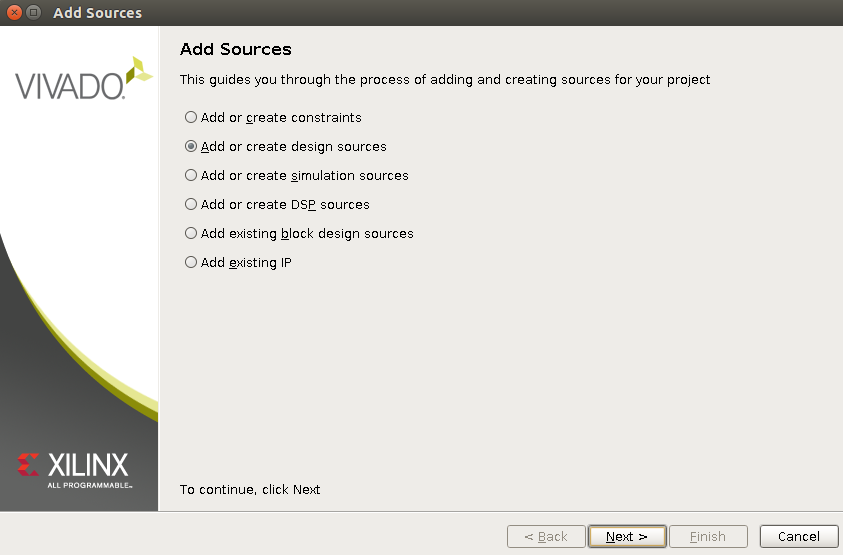 Add Sources
VIVADO.
Add Sources
This guides you through the process of adding and creating sources for your project
Add or create constraints
Add or create design sources
Add or create simulation sources
Add or create DSP sources
Add existing block design sources
Add existing IP
XILINX
ALL PROGRAMMABLE™
To continue, click Next
< Back
Next >
Finish
Cancel